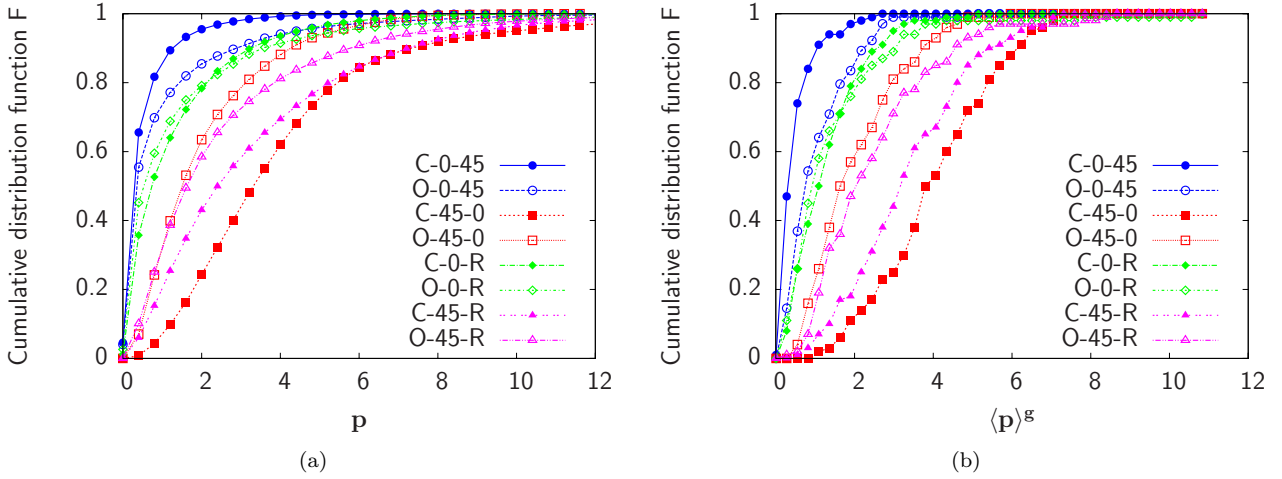 Cumulative distribution function F
1
0.8
0.6
0.4
0.2
0
0 2 4 6 8 10 12
p
C-0-45
O-0-45
C-45-0
O-45-0
C-0-R
O-0-R
C-45-R
O-45-R
(a)
Cumulative distribution function F
1
0.8
0.6
0.4
0.2
0
0 2 4 6 8 10 12
⟨p⟩ᵍ
C-0-45
O-0-45
C-45-0
O-45-0
C-0-R
O-0-R
C-45-R
O-45-R
(b)